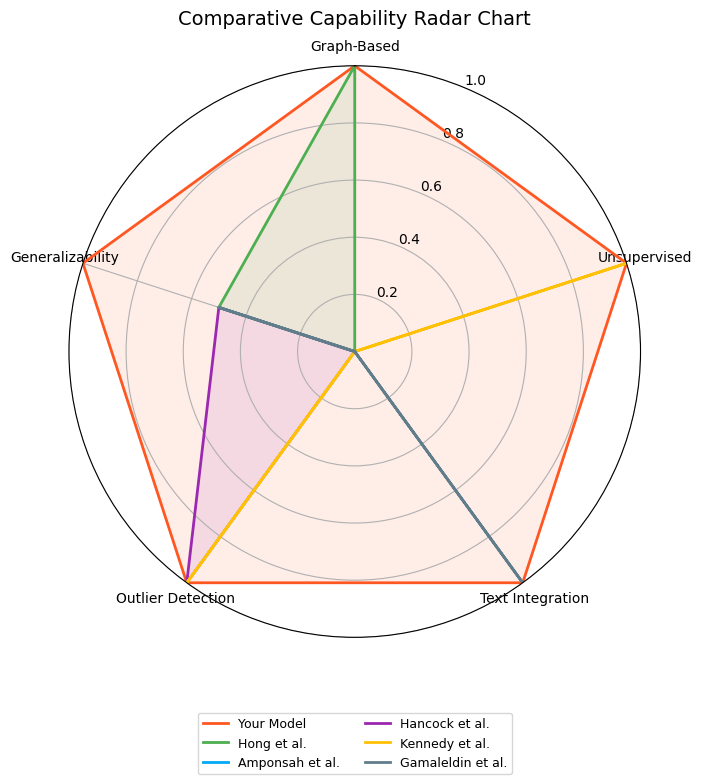 Comparative Capability Radar Chart
Graph-Based
1.0
0.8
0.6
0.4
0.2
Generalizability
Unsupervised
Outlier Detection
Text Integration
Your Model
Hong et al.
Amponsah et al.
Hancock et al.
Kennedy et al.
Gamaleldin et al.